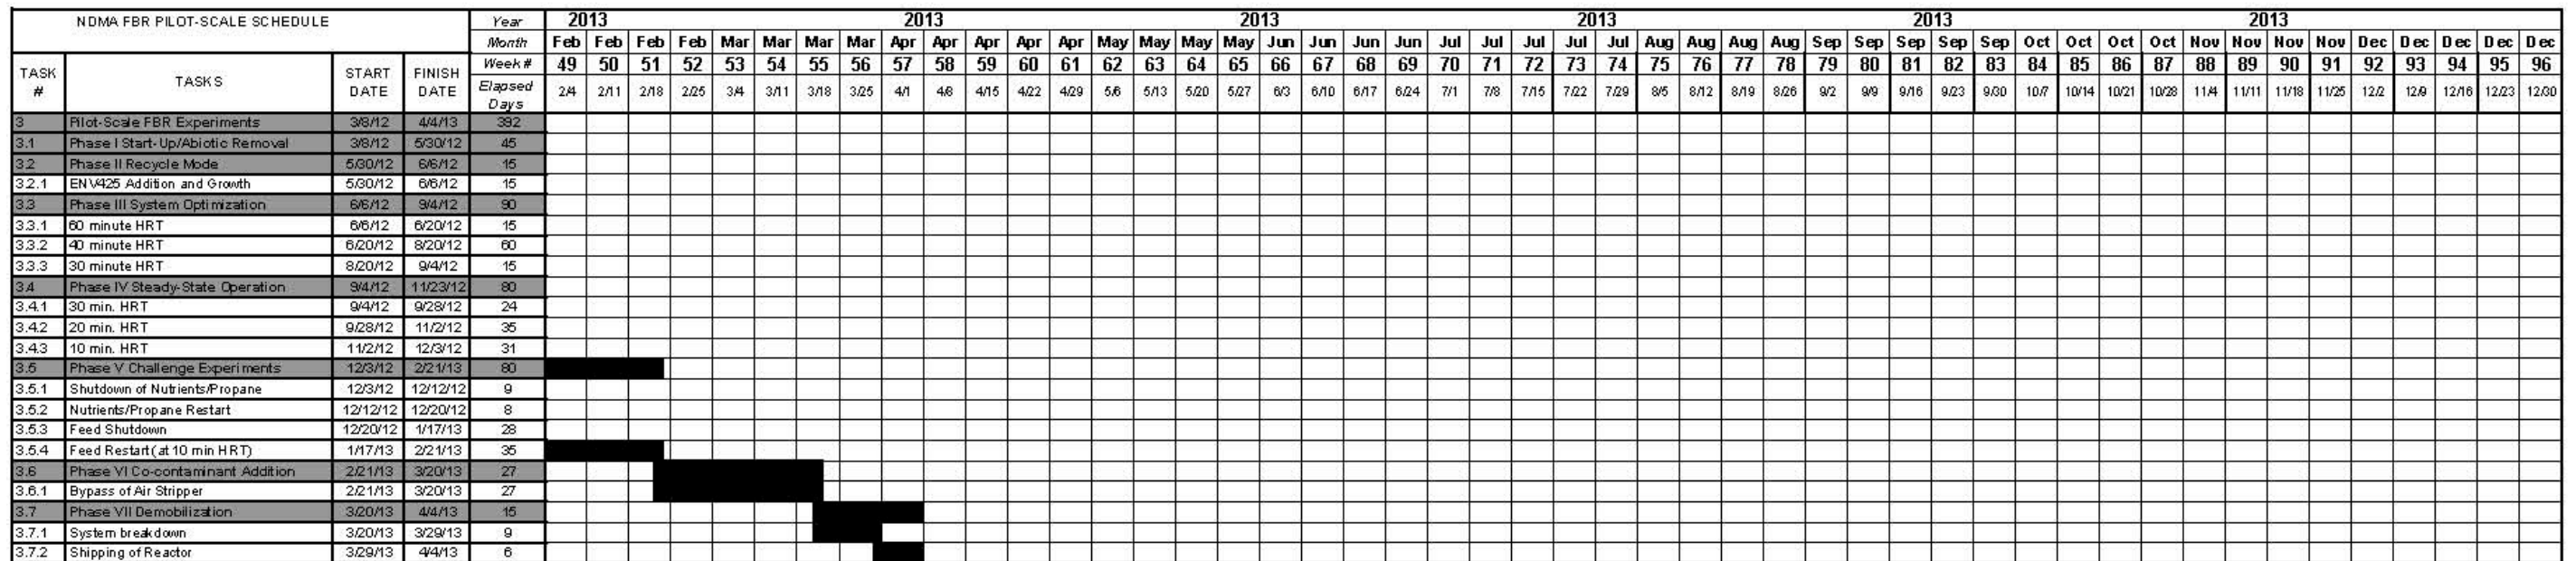 NDMA FBR PILOT-SCALE SCHEDULE Year 2013 2013 2013 2013 2013 2013
Month Feb Feb Feb Feb Mar Mar Mar Mar Apr Apr Apr Apr Apr May May May May Jun Jun Jun Jun Jul Jul Jul Jul Jul Aug Aug Aug Aug Sep Sep Sep Sep Sep Oct Oct Oct Oct Nov Nov Nov Nov Dec Dec Dec Dec Dec
TASK # TASKS START DATE FINISH DATE Week # 49 50 51 52 53 54 55 56 57 58 59 60 61 62 63 64 65 66 67 68 69 70 71 72 73 74 75 76 77 78 79 80 81 82 83 84 85 86 87 88 89 90 91 92 93 94 95 96
Elapsed Days 2/4 2/11 2/18 2/25 3/4 3/11 3/18 3/25 4/1 4/8 4/15 4/22 4/29 5/6 5/13 5/20 5/27 6/3 6/10 6/17 6/24 7/1 7/8 7/15 7/22 7/29 8/5 8/12 8/19 8/26 9/2 9/9 9/16 9/23 9/30 10/7 10/14 10/21 10/28 11/4 11/11 11/18 11/25 12/2 12/9 12/16 12/23 12/30
3 Pilot-Scale FBR Experiments 3/8/12 4/4/13 392
3.1 Phase I Start-Up/Abiotic Removal 3/8/12 5/30/12 45
3.2 Phase II Recycle Mode 5/30/12 6/6/12 15
3.2.1 ENV425 Addition and Growth 5/30/12 6/6/12 15
3.3 Phase III System Optimization 6/6/12 9/4/12 90
3.3.1 60 minute HRT 6/6/12 6/20/12 15
3.3.2 40 minute HRT 6/20/12 8/20/12 60
3.3.3 30 minute HRT 8/20/12 9/4/12 15
3.4 Phase IV Steady-State Operation 9/4/12 11/23/12 80
3.4.1 30 min. HRT 9/4/12 9/28/12 24
3.4.2 20 min. HRT 9/28/12 11/2/12 35
3.4.3 10 min. HRT 11/2/12 12/3/12 31
3.5 Phase V Challenge Experiments 12/3/12 2/21/13 80
3.5.1 Shutdown of Nutrients/Propane 12/3/12 12/12/12 9
3.5.2 Nutrients/Propane Restart 12/12/12 12/20/12 8
3.5.3 Feed Shutdown 12/20/12 1/17/13 28
3.5.4 Feed Restart (at 10 min HRT) 1/17/13 2/21/13 35
3.6 Phase VI Co-contaminant Addition 2/21/13 3/20/13 27
3.6.1 Bypass of Air Stripper 2/21/13 3/20/13 27
3.7 Phase VII Demobilization 3/20/13 4/4/13 15
3.7.1 System breakdown 3/20/13 3/29/13 9
3.7.2 Shipping of Reactor 3/29/13 4/4/13 6